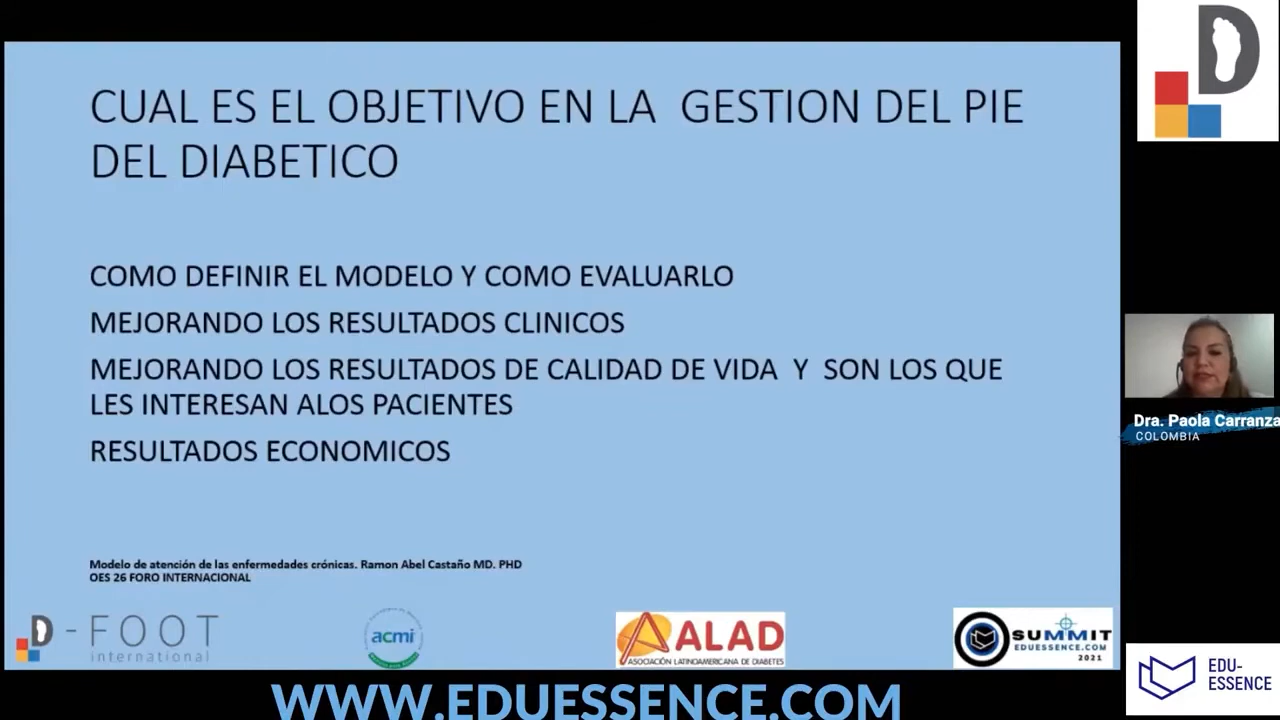 CUAL ES EL OBJETIVO EN LA GESTION DEL PIE
DEL DIABETICO
COMO DEFINIR EL MODELO Y COMO EVALUARLO
MEJORANDO LOS RESULTADOS CLINICOS
MEJORANDO LOS RESULTADOS DE CALIDAD DE VIDA Y SON LOS QUE
LES INTERESAN ALOS PACIENTES
RESULTADOS ECONOMICOS
Modelo de atención de las enfermedades crónicas. Ramon Abel Castaño MD. PHD
OES 26 FORO INTERNACIONAL
D-FOOT
international
acmi
ALAD
ASOCIACIÓN LATINOAMERICANA DE DIABETES
SUMMIT
EDUESSENCE.COM
2021
D
Dra. Paola Carranza
COLOMBIA
EDU-
ESSENCE
WWW.EDUESSENCE.COM